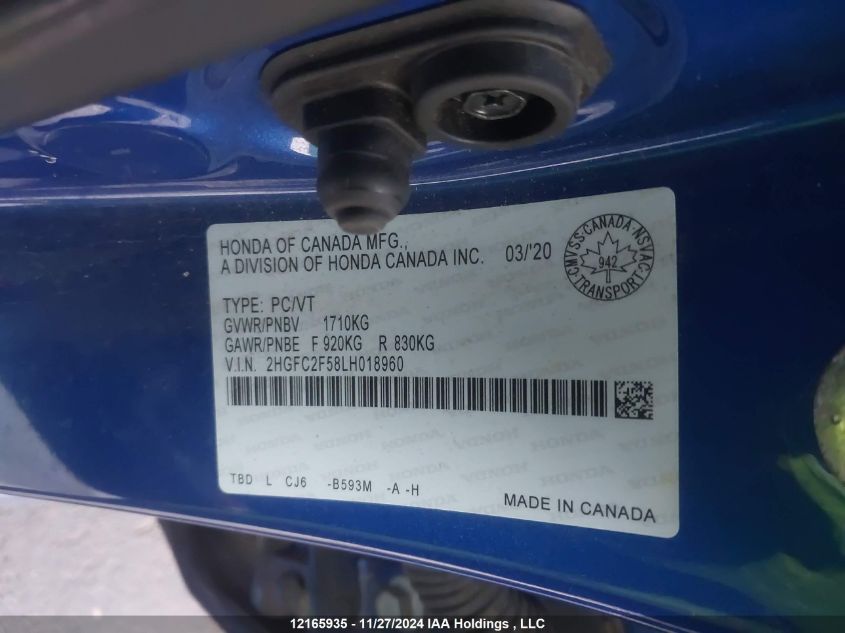 HONDA OF CANADA MFG.,
A DIVISION OF HONDA CANADA INC. 03/'20
CMVSS·CANADA·NSVAC
942
TRANSPORT
TYPE: PC/VT
GVWR/PNBV 1710KG
GAWR/PNBE F 920KG R 830KG
V.I.N. 2HGFC2F58LH018960
TBD L CJ6 -B593M -A -H
MADE IN CANADA
12165935 - 11/27/2024 IAA Holdings , LLC